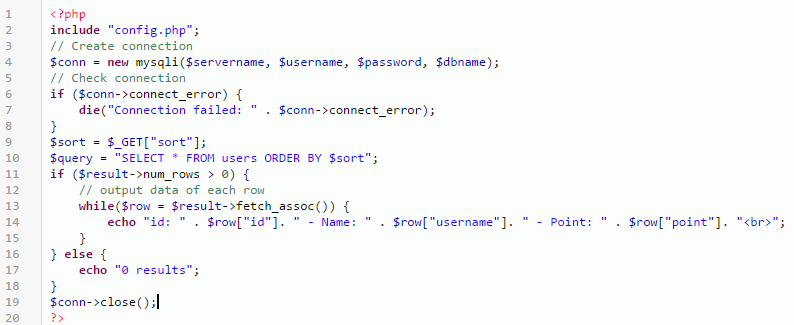 1 <?php
2 include "config.php";
3 // Create connection
4 $conn = new mysqli($servername, $username, $password, $dbname);
5 // Check connection
6 if ($conn->connect_error) {
7     die("Connection failed: " . $conn->connect_error);
8 }
9 $sort = $_GET["sort"];
10 $query = "SELECT * FROM users ORDER BY $sort";
11 if ($result->num_rows > 0) {
12     // output data of each row
13     while($row = $result->fetch_assoc()) {
14         echo "id: " . $row["id"]. " - Name: " . $row["username"]. " - Point: " . $row["point"]. "<br>";
15     }
16 } else {
17     echo "0 results";
18 }
19 $conn->close();
20 ?>